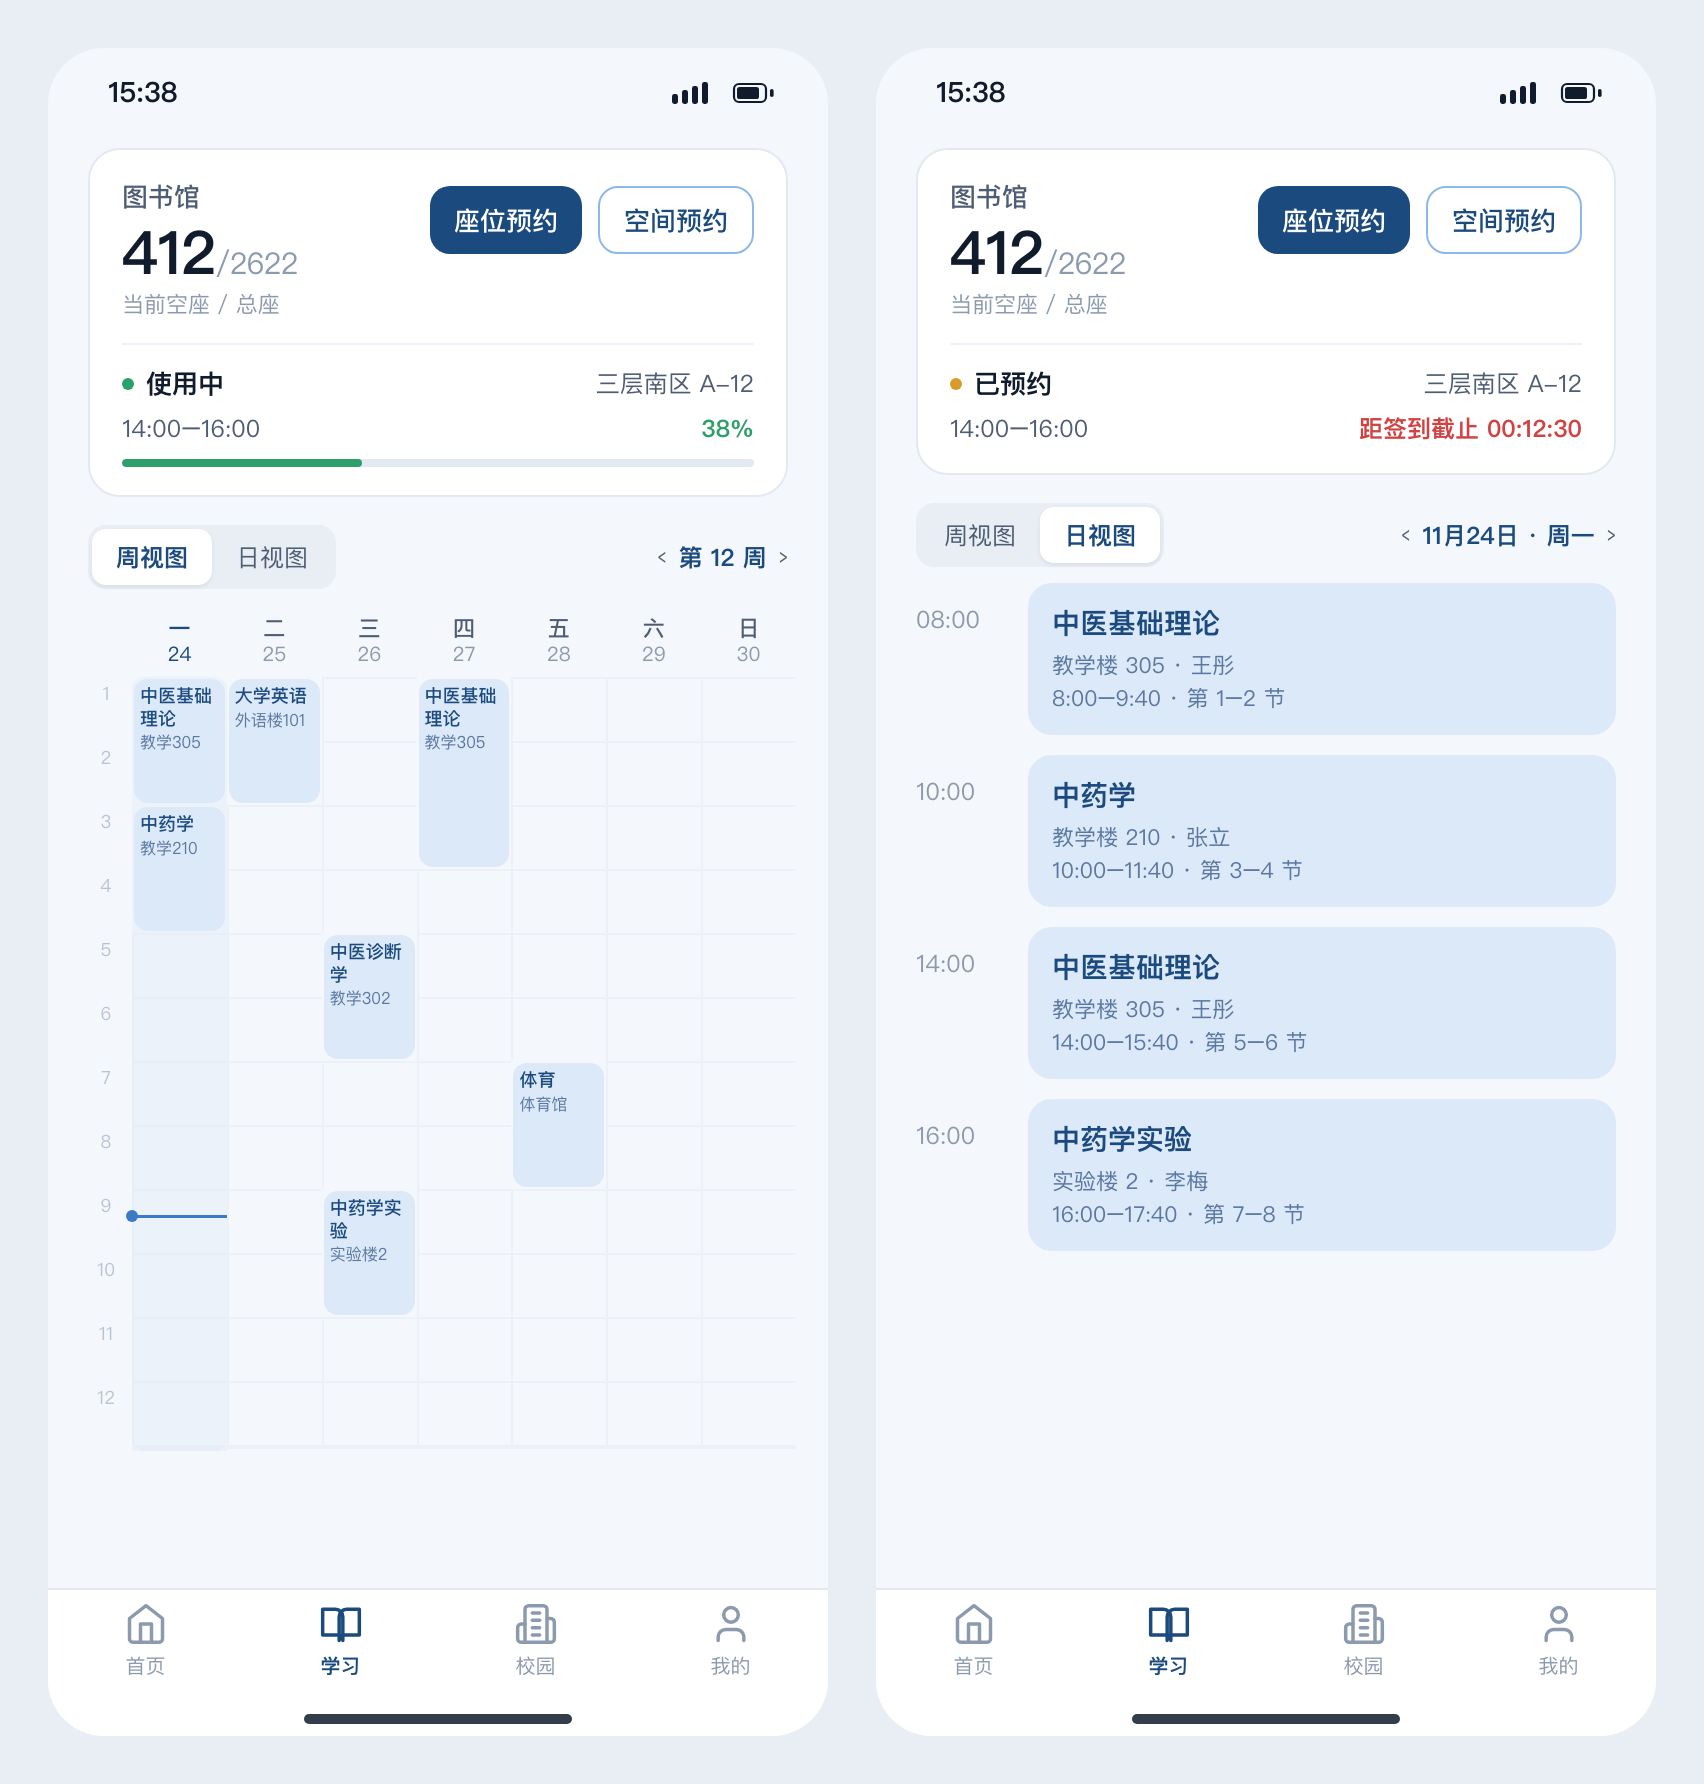 15:38
图书馆
412/2622
当前空座 / 总座
座位预约
空间预约
使用中
三层南区 A–12
14:00–16:00
38%
周视图
日视图
‹ 第 12 周 ›
一 二 三 四 五 六 日
24 25 26 27 28 29 30
1
2
3
4
5
6
7
8
9
10
11
12
中医基础
理论
教学305
中药学
教学210
大学英语
外语楼101
中医诊断
学
教学302
中药学实
验
实验楼2
中医基础
理论
教学305
体育
体育馆
首页
学习
校园
我的
15:38
图书馆
412/2622
当前空座 / 总座
座位预约
空间预约
已预约
三层南区 A–12
14:00–16:00
距签到截止 00:12:30
周视图
日视图
‹ 11月24日 · 周一 ›
08:00
中医基础理论
教学楼 305 · 王彤
8:00–9:40 · 第 1–2 节
10:00
中药学
教学楼 210 · 张立
10:00–11:40 · 第 3–4 节
14:00
中医基础理论
教学楼 305 · 王彤
14:00–15:40 · 第 5–6 节
16:00
中药学实验
实验楼 2 · 李梅
16:00–17:40 · 第 7–8 节
首页
学习
校园
我的